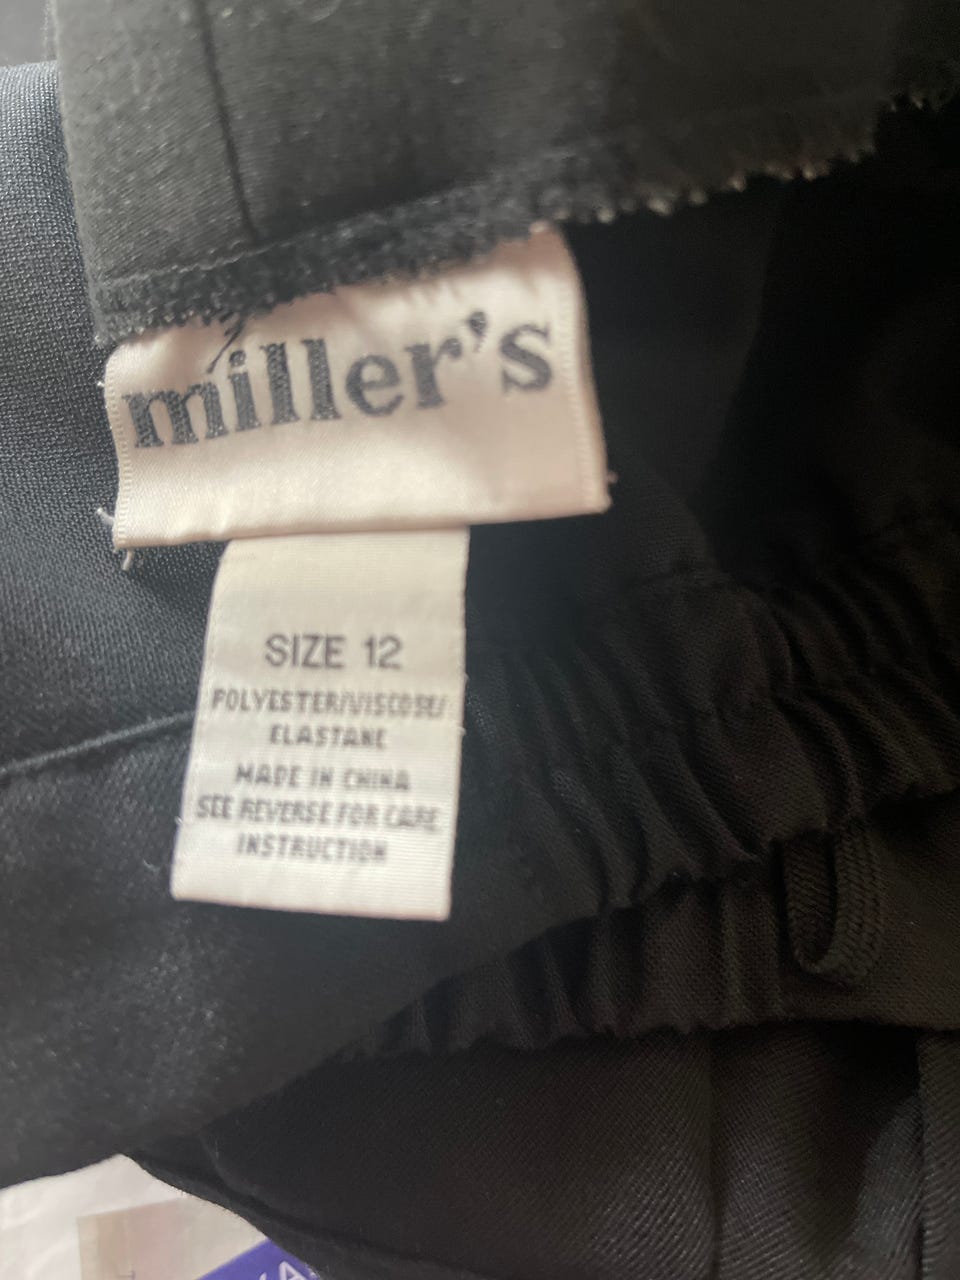 miller's
SIZE 12
POLYESTER/VISCOSE/
ELASTANE
MADE IN CHINA
SEE REVERSE FOR CARE
INSTRUCTION